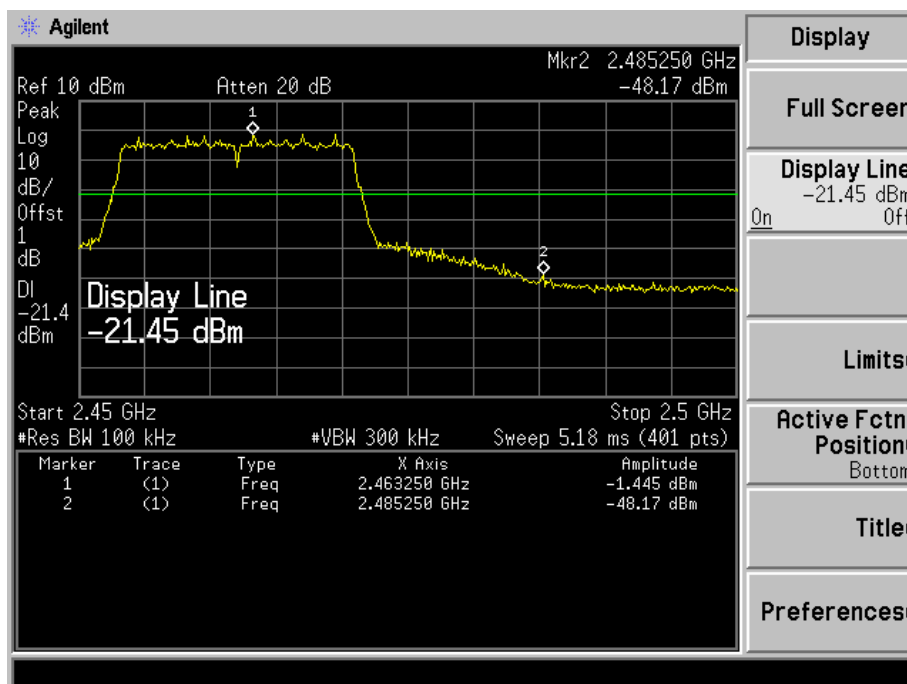 Agilent
Display
Mkr2 2.485250 GHz
Ref 10 dBm Atten 20 dB -48.17 dBm
Peak
Log
10
dB/
Offst
1
dB
DI
-21.4
dBm
1
2
Display Line
-21.45 dBm
Start 2.45 GHz Stop 2.5 GHz
#Res BW 100 kHz #VBW 300 kHz Sweep 5.18 ms (401 pts)
Marker Trace Type X Axis Amplitude
1 (1) Freq 2.463250 GHz -1.445 dBm
2 (1) Freq 2.485250 GHz -48.17 dBm
Full Screen
Display Line
-21.45 dBm
On Off
Limits
Active Fctn
Position
Bottom
Title
Preferences